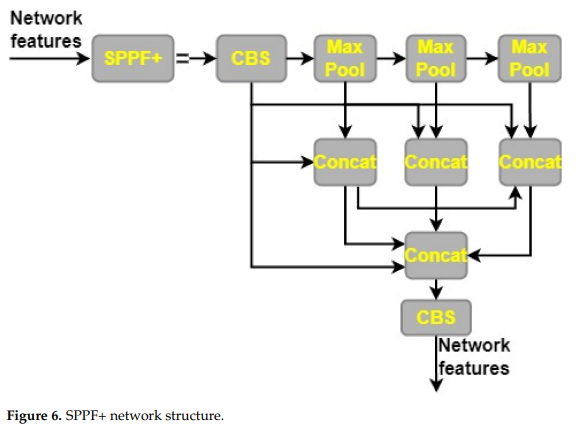 Network
features
SPPF+
=
CBS
Max
Pool
Max
Pool
Max
Pool
Concat
Concat
Concat
Concat
CBS
Network
features
Figure 6. SPPF+ network structure.